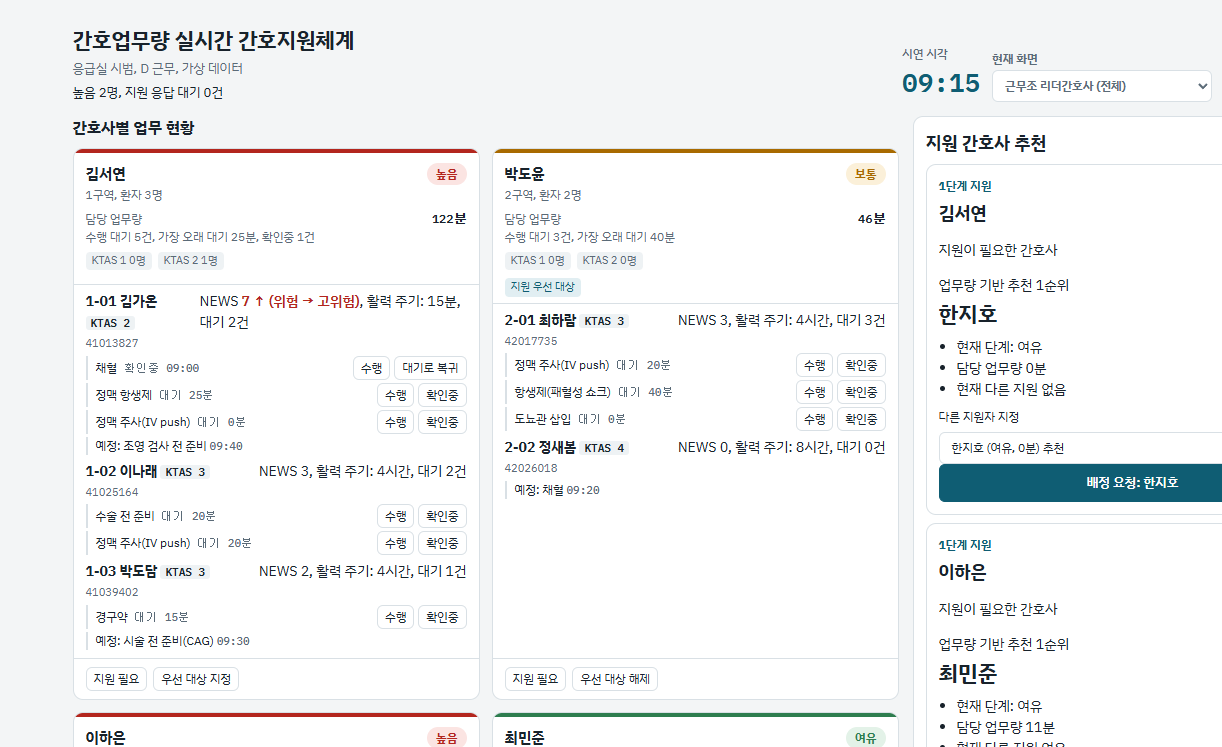 간호업무량 실시간 간호지원체계
응급실 시범, D 근무, 가상 데이터
높음 2명, 지원 응답 대기 0건
시연 시각
09:15
현재 화면
근무조 리더간호사 (전체)
간호사별 업무 현황
김서연
높음
1구역, 환자 3명
담당 업무량
122분
수행 대기 5건, 가장 오래 대기 25분, 확인중 1건
KTAS 1 0명 KTAS 2 1명
1-01 김가온 KTAS 2
NEWS 7 ↑ (위험 → 고위험), 활력 주기: 15분,
대기 2건
41013827
채혈 확인중 09:00 수행 대기로 복귀
정맥 항생제 대기 25분 수행 확인중
정맥 주사(IV push) 대기 0분 수행 확인중
예정: 조영 검사 전 준비 09:40
1-02 이나래 KTAS 3 NEWS 3, 활력 주기: 4시간, 대기 2건
41025164
수술 전 준비 대기 20분 수행 확인중
정맥 주사(IV push) 대기 20분 수행 확인중
1-03 박도담 KTAS 3 NEWS 2, 활력 주기: 4시간, 대기 1건
41039402
경구약 대기 15분 수행 확인중
예정: 시술 전 준비(CAG) 09:30
지원 필요 우선 대상 지정
박도윤
보통
2구역, 환자 2명
담당 업무량
46분
수행 대기 3건, 가장 오래 대기 40분
KTAS 1 0명 KTAS 2 0명
지원 우선 대상
2-01 최하람 KTAS 3 NEWS 3, 활력 주기: 4시간, 대기 3건
42017735
정맥 주사(IV push) 대기 20분 수행 확인중
항생제(패혈성 쇼크) 대기 40분 수행 확인중
도뇨관 삽입 대기 0분 수행 확인중
2-02 정새봄 KTAS 4 NEWS 0, 활력 주기: 8시간, 대기 0건
42026018
예정: 채혈 09:20
지원 필요 우선 대상 해제
이하은
높음
최민준
여유
지원 간호사 추천
1단계 지원
김서연
지원이 필요한 간호사
업무량 기반 추천 1순위
한지호
현재 단계: 여유
담당 업무량 0분
현재 다른 지원 없음
다른 지원자 지정
한지호 (여유, 0분) 추천
배정 요청: 한지호
1단계 지원
이하은
지원이 필요한 간호사
업무량 기반 추천 1순위
최민준
현재 단계: 여유
담당 업무량 11분